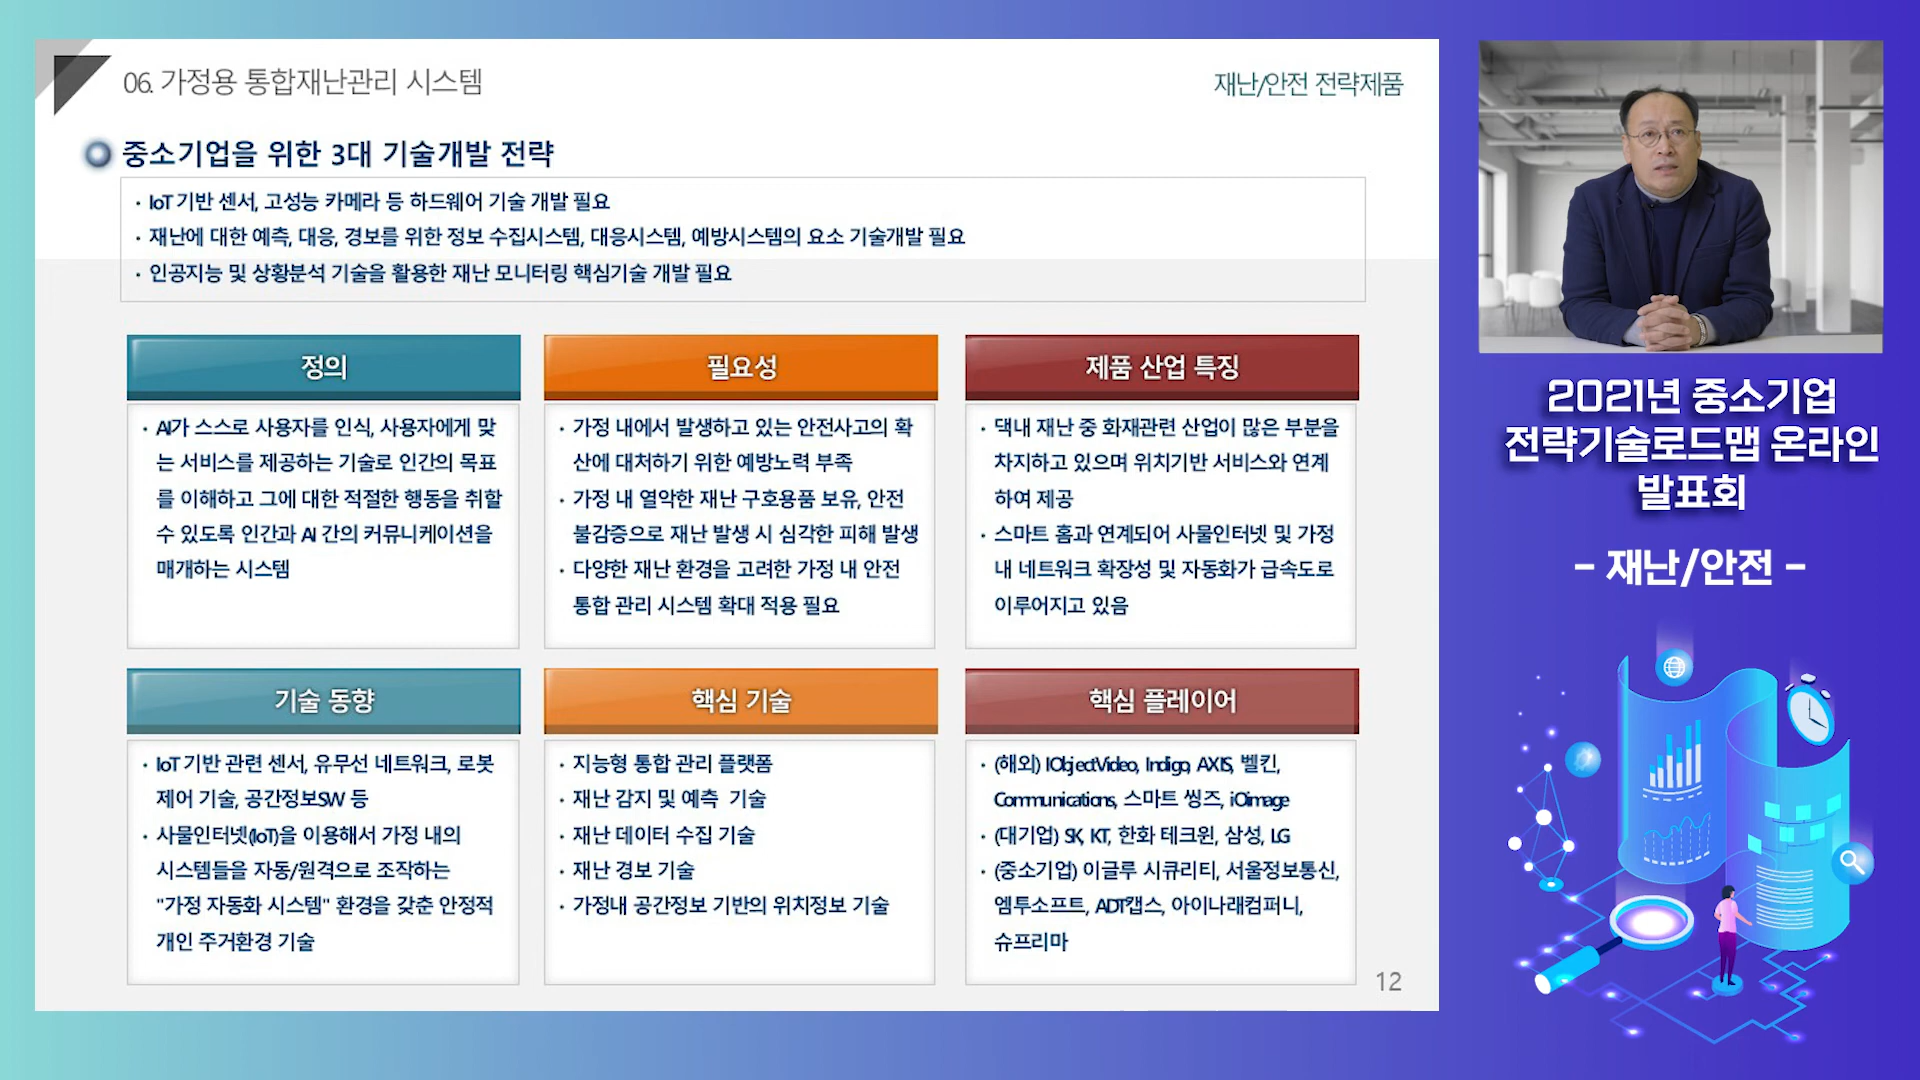 06. 가정용 통합재난관리 시스템
재난/안전 전략제품
중소기업을 위한 3대 기술개발 전략
· IoT 기반 센서, 고성능 카메라 등 하드웨어 기술 개발 필요
· 재난에 대한 예측, 대응, 경보를 위한 정보 수집시스템, 대응시스템, 예방시스템의 요소 기술개발 필요
· 인공지능 및 상황분석 기술을 활용한 재난 모니터링 핵심기술 개발 필요
정의
· AI가 스스로 사용자를 인식, 사용자에게 맞
는 서비스를 제공하는 기술로 인간의 목표
를 이해하고 그에 대한 적절한 행동을 취할
수 있도록 인간과 AI 간의 커뮤니케이션을
매개하는 시스템
필요성
· 가정 내에서 발생하고 있는 안전사고의 확
산에 대처하기 위한 예방노력 부족
· 가정 내 열악한 재난 구호용품 보유, 안전
불감증으로 재난 발생 시 심각한 피해 발생
· 다양한 재난 환경을 고려한 가정 내 안전
통합 관리 시스템 확대 적용 필요
제품 산업 특징
· 댁내 재난 중 화재관련 산업이 많은 부분을
차지하고 있으며 위치기반 서비스와 연계
하여 제공
· 스마트 홈과 연계되어 사물인터넷 및 가정
내 네트워크 확장성 및 자동화가 급속도로
이루어지고 있음
기술 동향
· IoT 기반 관련 센서, 유무선 네트워크, 로봇
제어 기술, 공간정보SW 등
· 사물인터넷(IoT)을 이용해서 가정 내의
시스템들을 자동/원격으로 조작하는
"가정 자동화 시스템" 환경을 갖춘 안정적
개인 주거환경 기술
핵심 기술
· 지능형 통합 관리 플랫폼
· 재난 감지 및 예측 기술
· 재난 데이터 수집 기술
· 재난 경보 기술
· 가정내 공간정보 기반의 위치정보 기술
핵심 플레이어
· (해외) IObjectVideo, Indigo, AXIS, 벨킨,
Communications, 스마트 씽즈, iOimage
· (대기업) SK, KT, 한화 테크윈, 삼성, LG
· (중소기업) 이글루 시큐리티, 서울정보통신,
엠투소프트, ADT캡스, 아이나래컴퍼니,
슈프리마
12
2021년 중소기업
전략기술로드맵 온라인
발표회
- 재난/안전 -